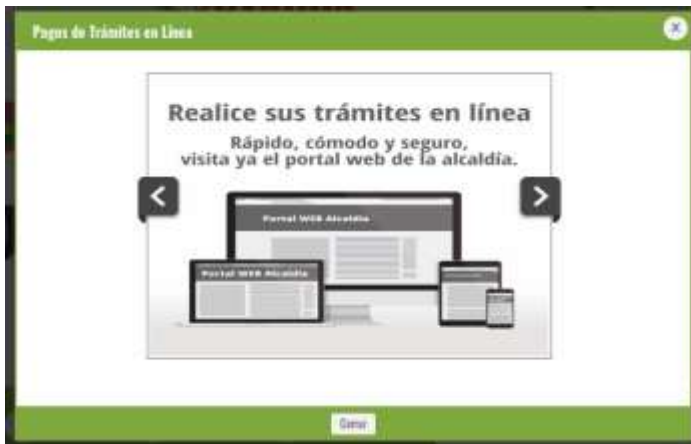 Pagos de Trámites en Línea
Realice sus trámites en línea
Rápido, cómodo y seguro,
visita ya el portal web de la alcaldía.
Portal WEB Alcaldía
Portal WEB Alcaldía
Cerrar